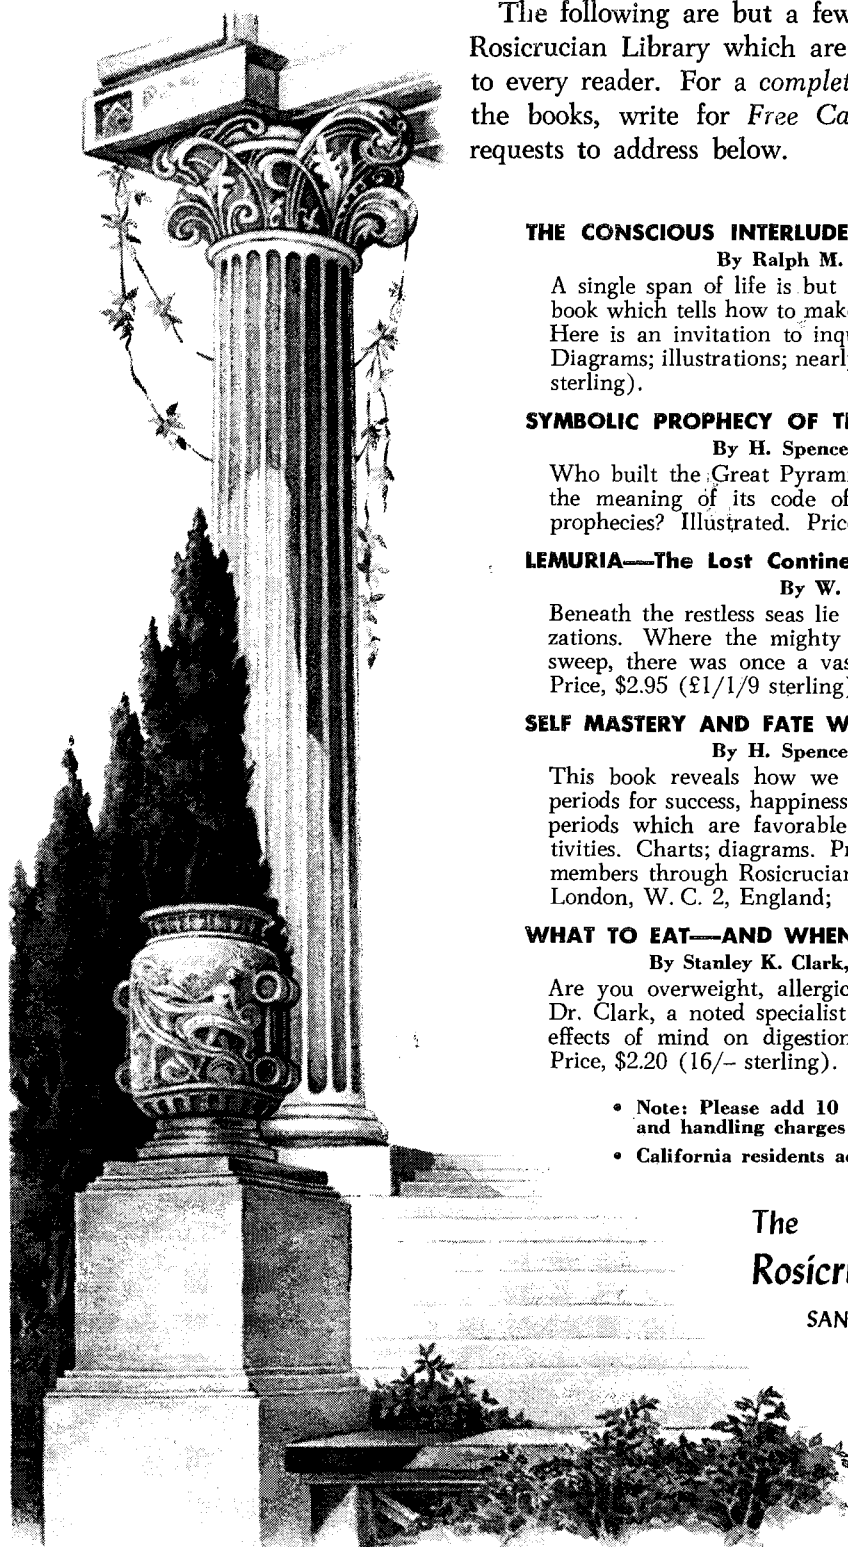 The following are but a few
Rosicrucian Library which are
to every reader. For a complet
the books, write for Free Ca
requests to address below.
THE CONSCIOUS INTERLUDE
By Ralph M.
A single span of life is but
book which tells how to mak
Here is an invitation to inqu
Diagrams; illustrations; nearl
sterling).
SYMBOLIC PROPHECY OF T
By H. Spence
Who built the Great Pyram
the meaning of its code of
prophecies? Illustrated. Pric
LEMURIA—The Lost Contine
By W.
Beneath the restless seas lie
zations. Where the mighty
sweep, there was once a vas
Price, $2.95 (£1/1/9 sterling)
SELF MASTERY AND FATE W
By H. Spence
This book reveals how we
periods for success, happiness
periods which are favorable
tivities. Charts; diagrams. Pr
members through Rosicrucian
London, W. C. 2, England;
WHAT TO EAT—AND WHEN
By Stanley K. Clark,
Are you overweight, allergic
Dr. Clark, a noted specialist
effects of mind on digestion
Price, $2.20 (16/– sterling).
• Note: Please add 10
and handling charges
• California residents a
The
Rosicr
SAN